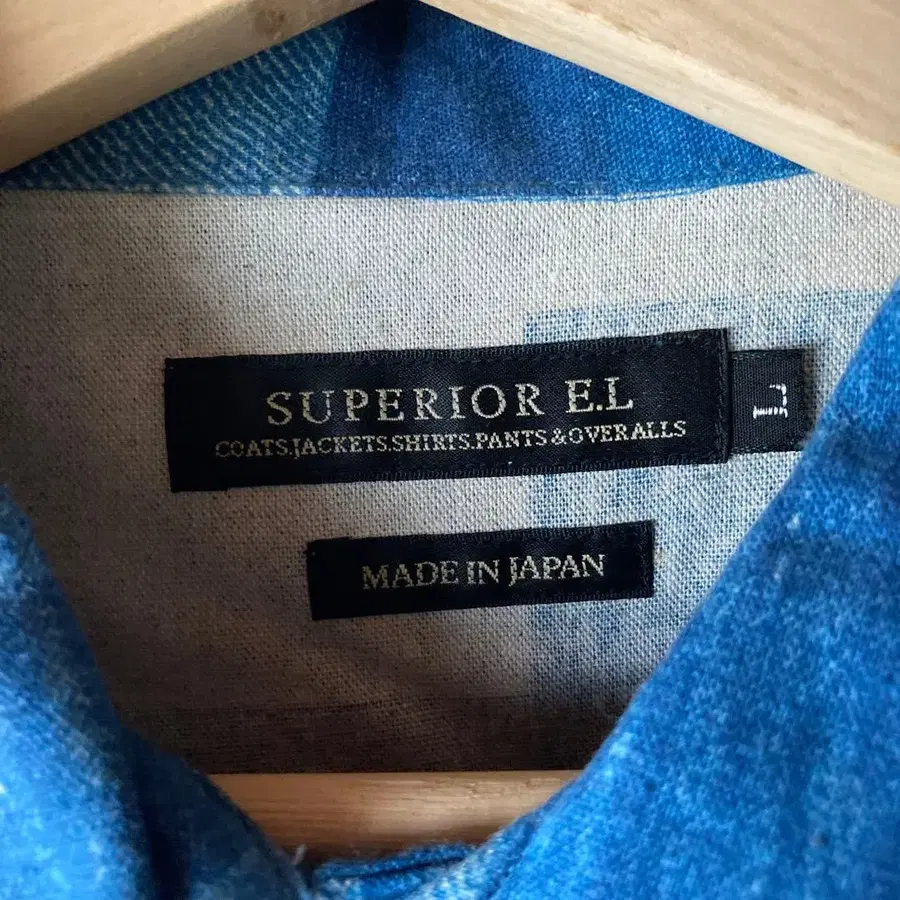 SUPERIOR E.L
COATS.JACKETS.SHIRTS.PANTS & OVERALLS
L
MADE IN JAPAN